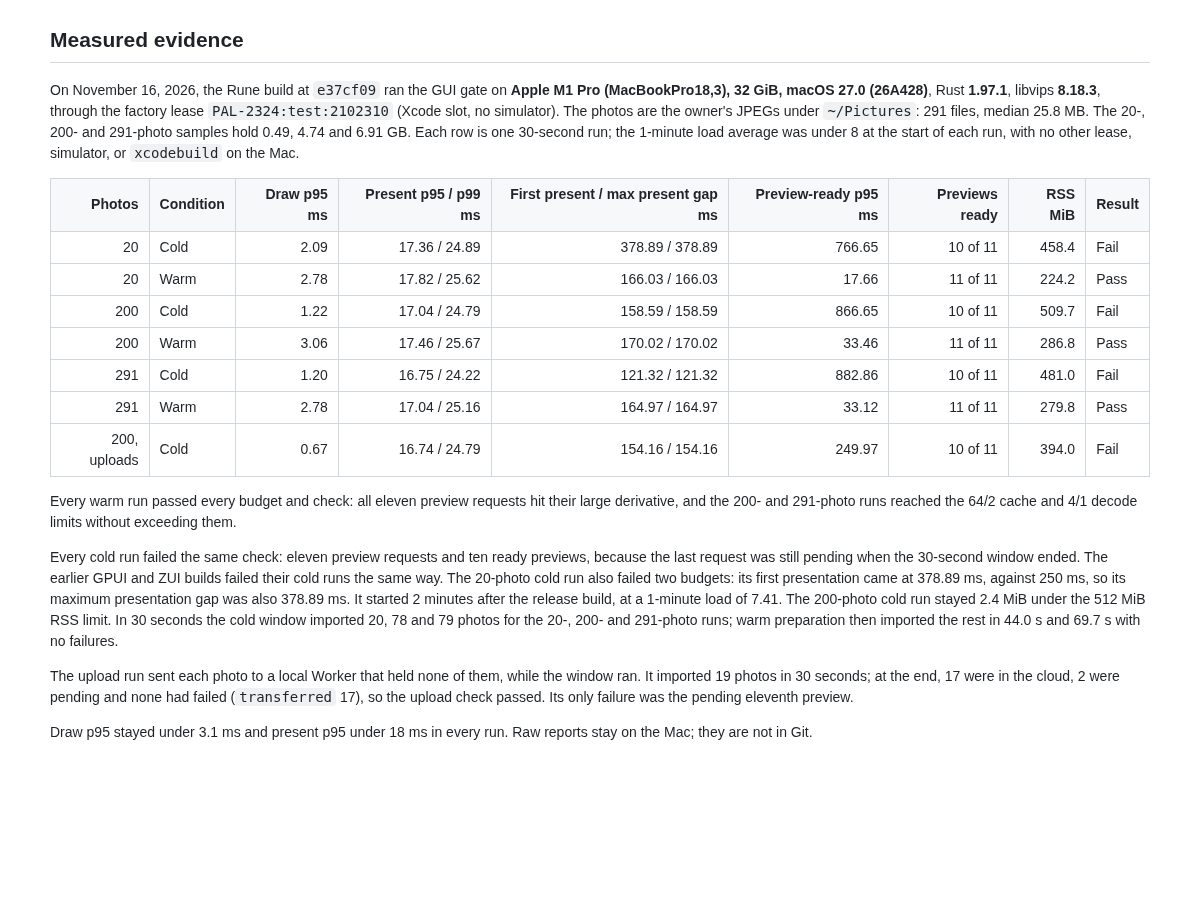 Measured evidence
On November 16, 2026, the Rune build at e37cf09 ran the GUI gate on Apple M1 Pro (MacBookPro18,3), 32 GiB, macOS 27.0 (26A428), Rust 1.97.1, libvips 8.18.3,
through the factory lease PAL-2324:test:2102310 (Xcode slot, no simulator). The photos are the owner's JPEGs under ~/Pictures: 291 files, median 25.8 MB. The 20-,
200- and 291-photo samples hold 0.49, 4.74 and 6.91 GB. Each row is one 30-second run; the 1-minute load average was under 8 at the start of each run, with no other lease,
simulator, or xcodebuild on the Mac.
Photos Condition Draw p95 ms Present p95 / p99 ms First present / max present gap ms Preview-ready p95 ms Previews ready RSS MiB Result
20 Cold 2.09 17.36 / 24.89 378.89 / 378.89 766.65 10 of 11 458.4 Fail
20 Warm 2.78 17.82 / 25.62 166.03 / 166.03 17.66 11 of 11 224.2 Pass
200 Cold 1.22 17.04 / 24.79 158.59 / 158.59 866.65 10 of 11 509.7 Fail
200 Warm 3.06 17.46 / 25.67 170.02 / 170.02 33.46 11 of 11 286.8 Pass
291 Cold 1.20 16.75 / 24.22 121.32 / 121.32 882.86 10 of 11 481.0 Fail
291 Warm 2.78 17.04 / 25.16 164.97 / 164.97 33.12 11 of 11 279.8 Pass
200, uploads Cold 0.67 16.74 / 24.79 154.16 / 154.16 249.97 10 of 11 394.0 Fail
Every warm run passed every budget and check: all eleven preview requests hit their large derivative, and the 200- and 291-photo runs reached the 64/2 cache and 4/1 decode
limits without exceeding them.
Every cold run failed the same check: eleven preview requests and ten ready previews, because the last request was still pending when the 30-second window ended. The
earlier GPUI and ZUI builds failed their cold runs the same way. The 20-photo cold run also failed two budgets: its first presentation came at 378.89 ms, against 250 ms, so its
maximum presentation gap was also 378.89 ms. It started 2 minutes after the release build, at a 1-minute load of 7.41. The 200-photo cold run stayed 2.4 MiB under the 512 MiB
RSS limit. In 30 seconds the cold window imported 20, 78 and 79 photos for the 20-, 200- and 291-photo runs; warm preparation then imported the rest in 44.0 s and 69.7 s with
no failures.
The upload run sent each photo to a local Worker that held none of them, while the window ran. It imported 19 photos in 30 seconds; at the end, 17 were in the cloud, 2 were
pending and none had failed (transferred 17), so the upload check passed. Its only failure was the pending eleventh preview.
Draw p95 stayed under 3.1 ms and present p95 under 18 ms in every run. Raw reports stay on the Mac; they are not in Git.